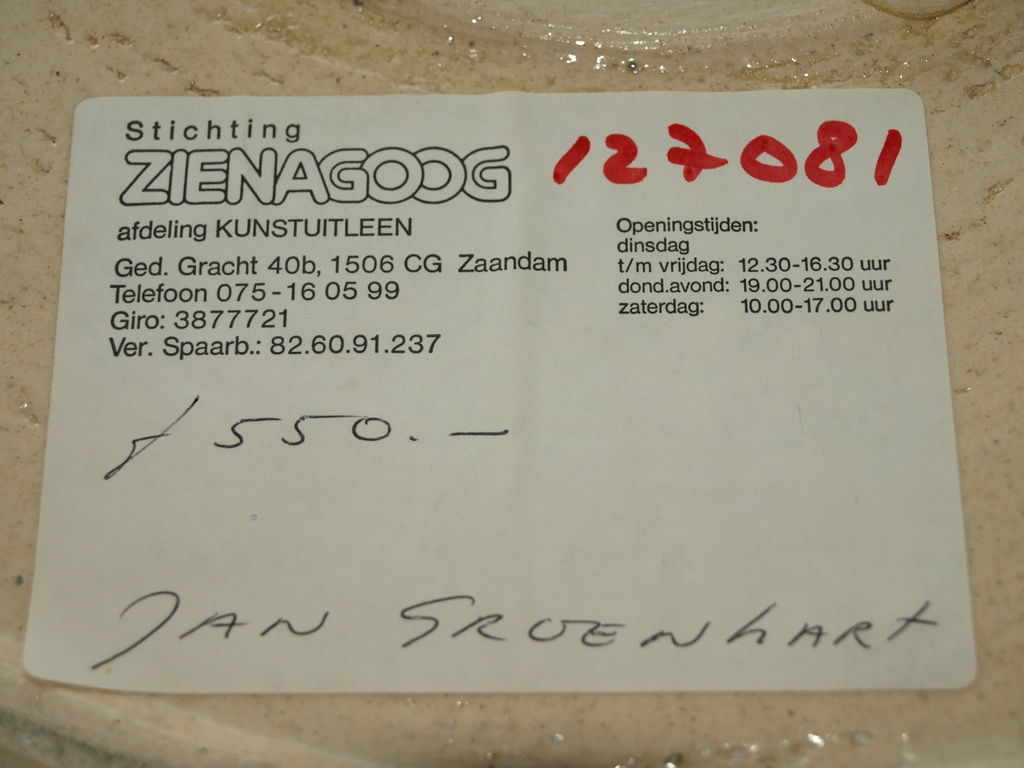 Stichting
ZIENAGOOG
afdeling KUNSTUITLEEN
Ged. Gracht 40b, 1506 CG Zaandam
Telefoon 075-16 05 99
Giro: 3877721
Ver. Spaarb.: 82.60.91.237
127081
Openingstijden:
dinsdag
t/m vrijdag: 12.30-16.30 uur
dond.avond: 19.00-21.00 uur
zaterdag: 10.00-17.00 uur
ƒ 550.—
JAN GROENhART